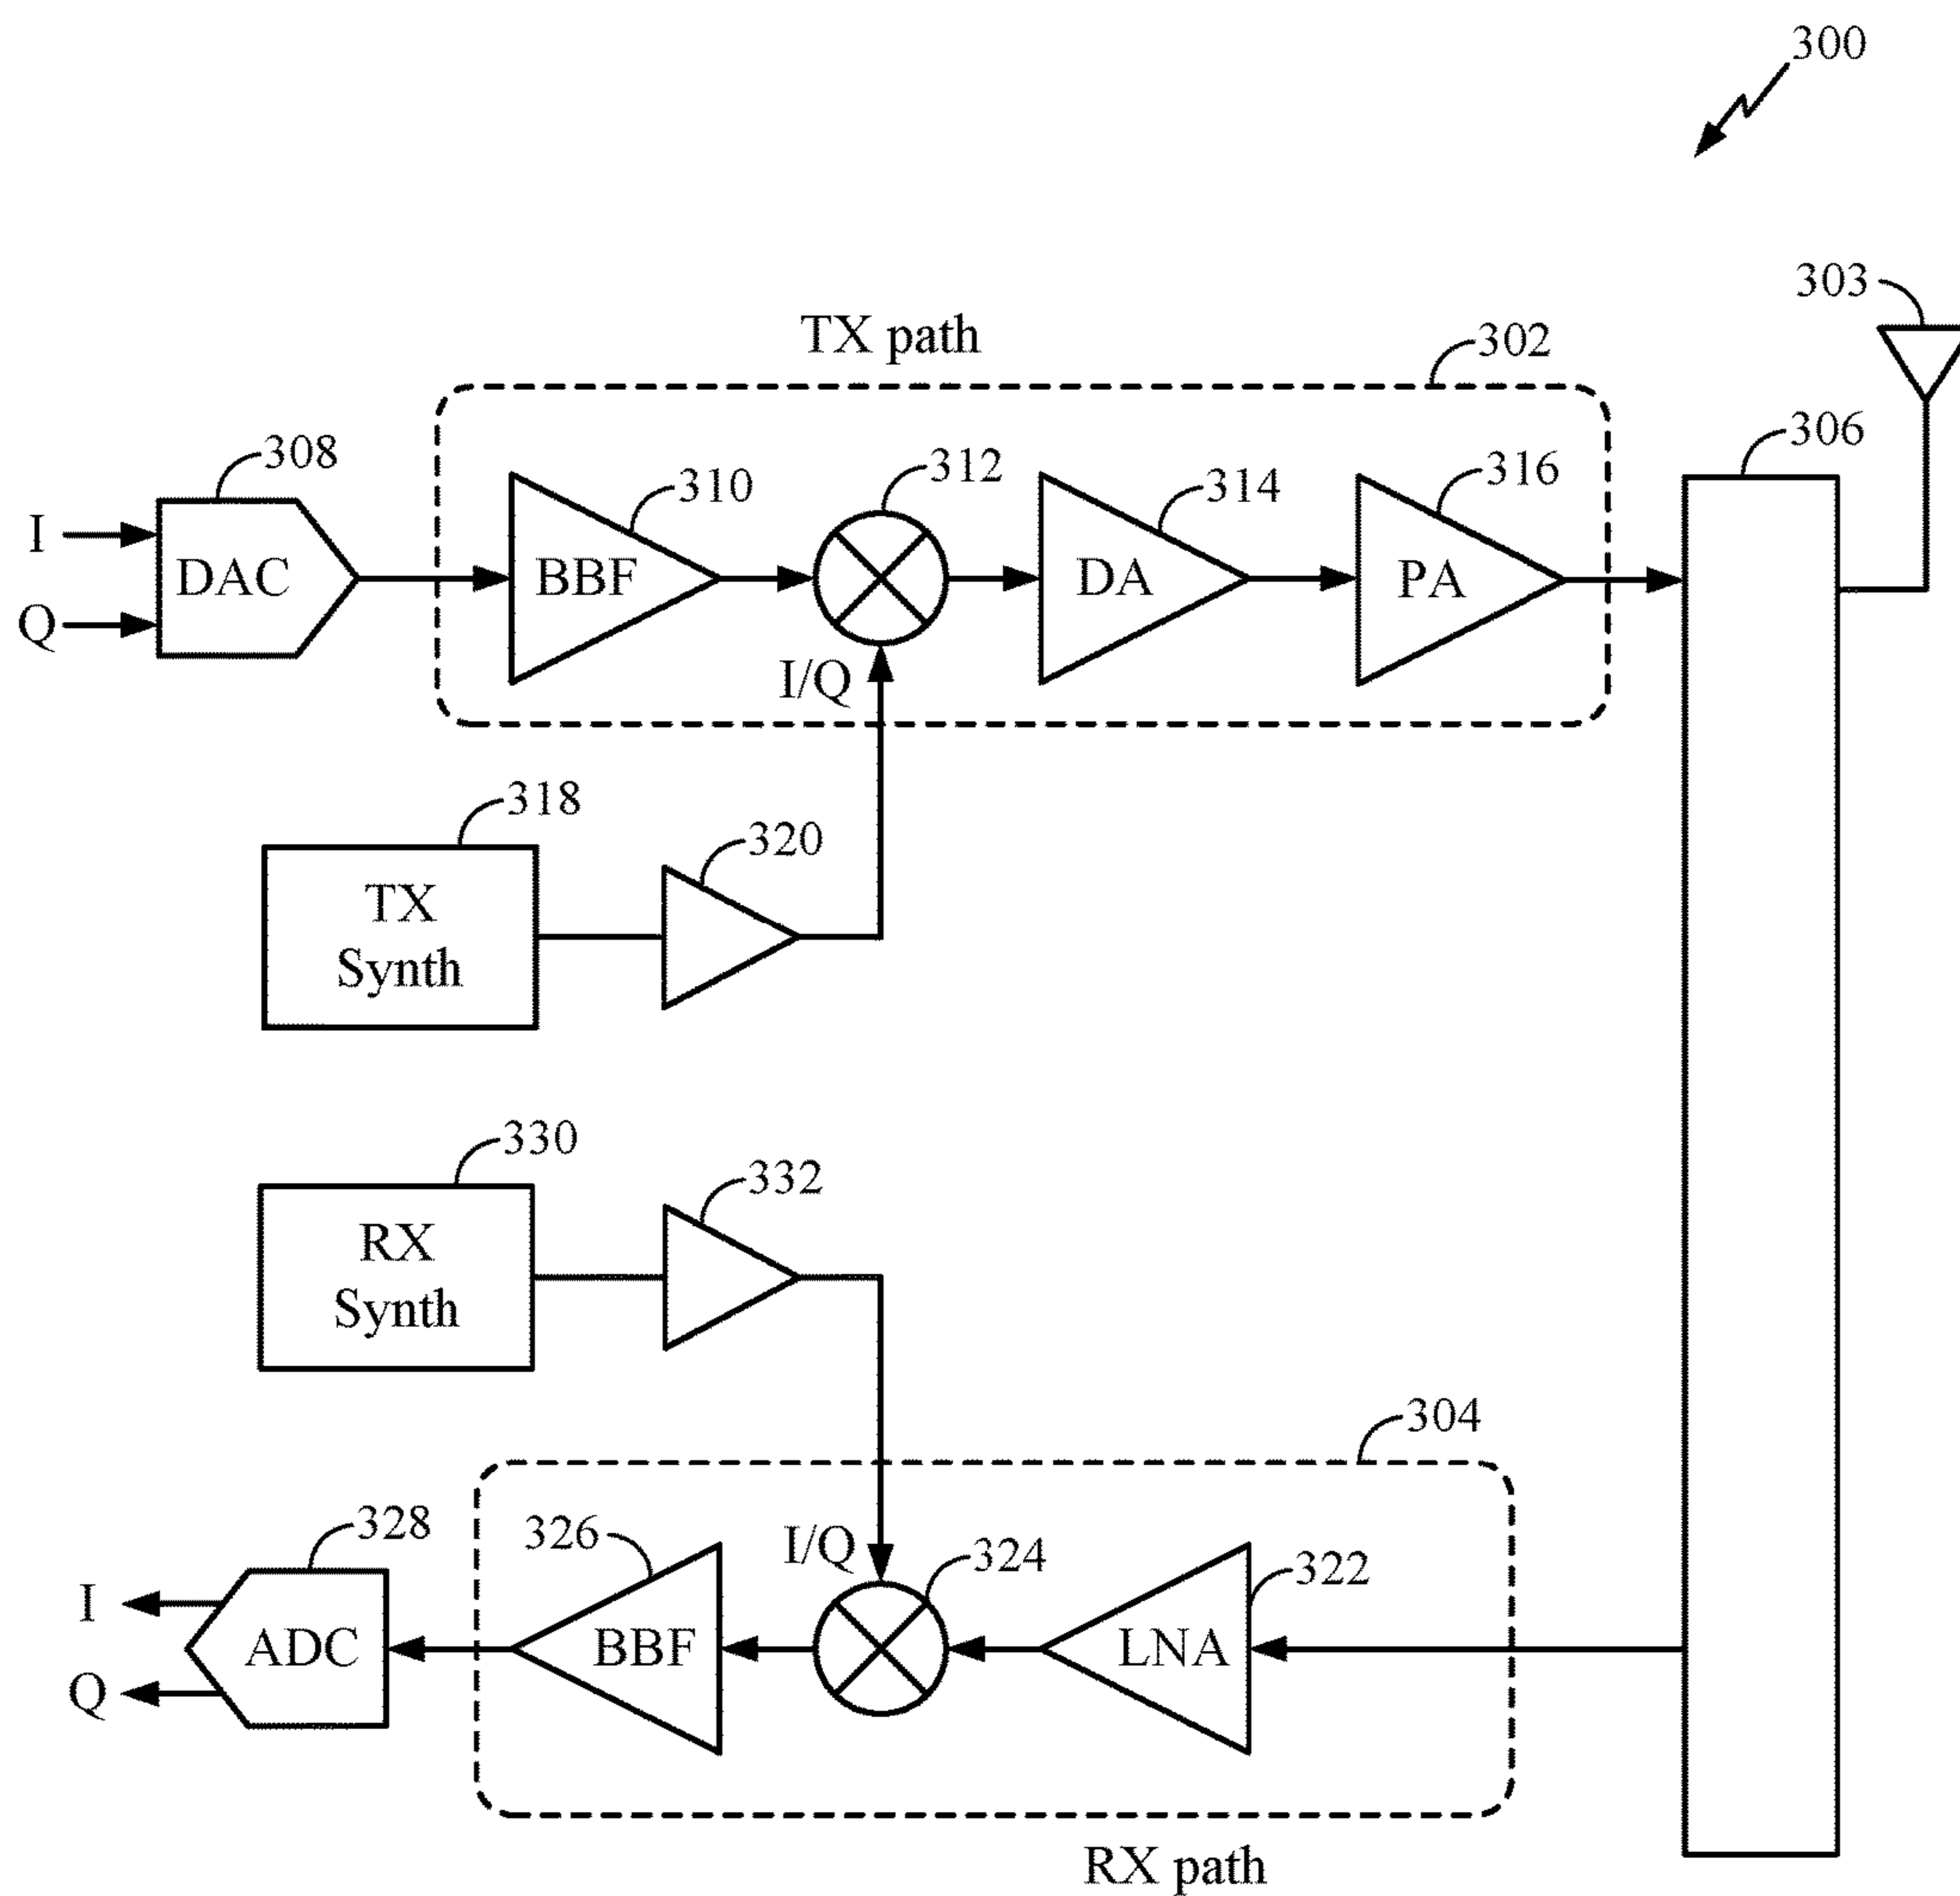 300
303
TX path
302
306
308
310
312
314
316
I
DAC
BBF
DA
PA
Q
I/Q
318
320
TX
Synth
330
332
RX
Synth
304
328
326
I/Q
324
322
I
ADC
BBF
LNA
Q
RX path